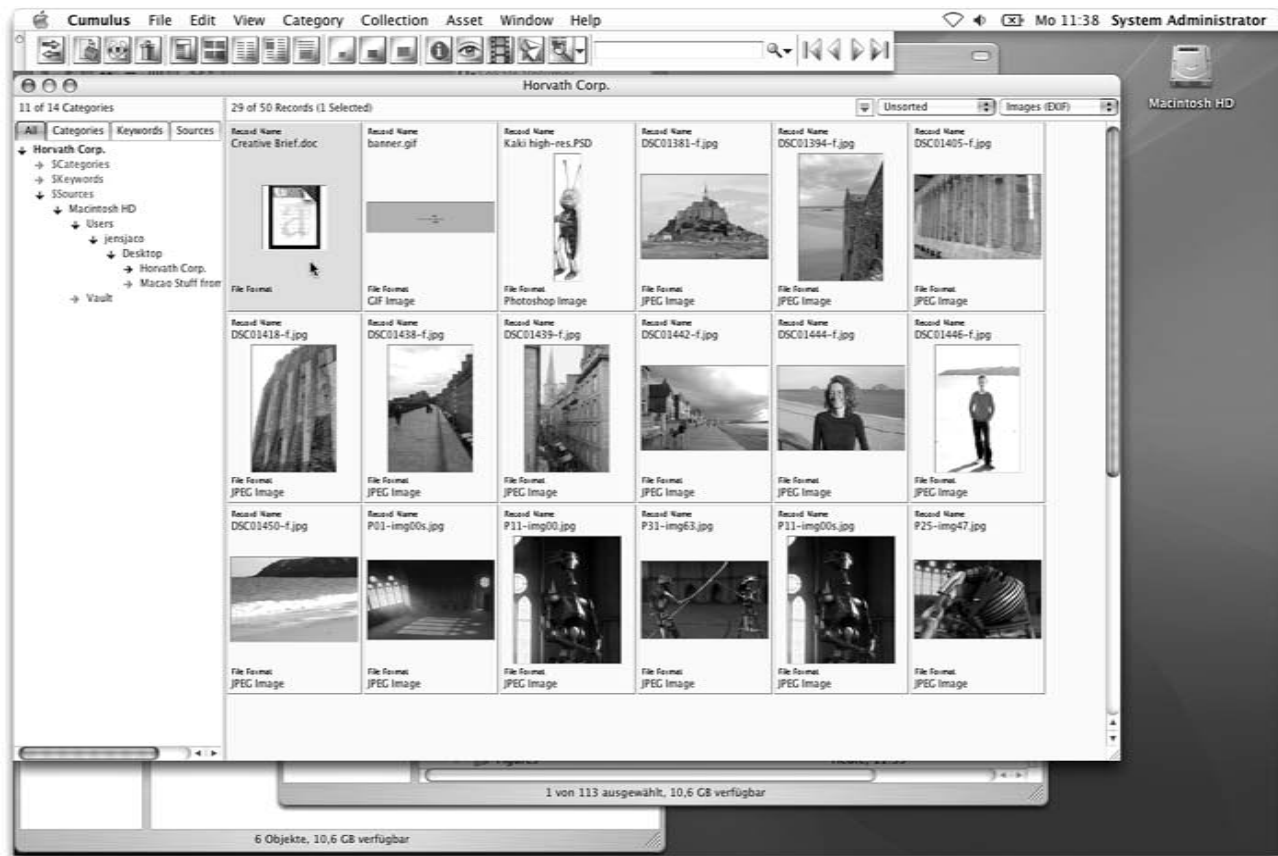 Cumulus File Edit View Category Collection Asset Window Help Mo 11:38 System Administrator
Horvath Corp.
Macintosh HD
11 of 14 Categories
29 of 50 Records (1 Selected)
Unsorted
Images (EXIF)
All Categories Keywords Sources
Horvath Corp.
$Categories
$Keywords
$Sources
Macintosh HD
Users
jensjaco
Desktop
Horvath Corp.
Macao Stuff from
Vault
Record Name Record Name Record Name Record Name Record Name Record Name
Creative Brief.doc banner.gif Kaki high-res.PSD DSC01381-f.jpg DSC01394-f.jpg DSC01405-f.jpg
File Format File Format File Format File Format File Format File Format
GIF Image Photoshop Image JPEG Image JPEG Image JPEG Image
Record Name Record Name Record Name Record Name Record Name Record Name
DSC01418-f.jpg DSC01438-f.jpg DSC01439-f.jpg DSC01442-f.jpg DSC01444-f.jpg DSC01446-f.jpg
File Format File Format File Format File Format File Format File Format
JPEG Image JPEG Image JPEG Image JPEG Image JPEG Image JPEG Image
Record Name Record Name Record Name Record Name Record Name Record Name
DSC01450-f.jpg P01-img00s.jpg P11-img00.jpg P31-img63.jpg P11-img00s.jpg P25-img47.jpg
File Format File Format File Format File Format File Format File Format
JPEG Image JPEG Image JPEG Image JPEG Image JPEG Image JPEG Image
1 von 113 ausgewählt, 10,6 GB verfügbar
6 Objekte, 10,6 GB verfügbar